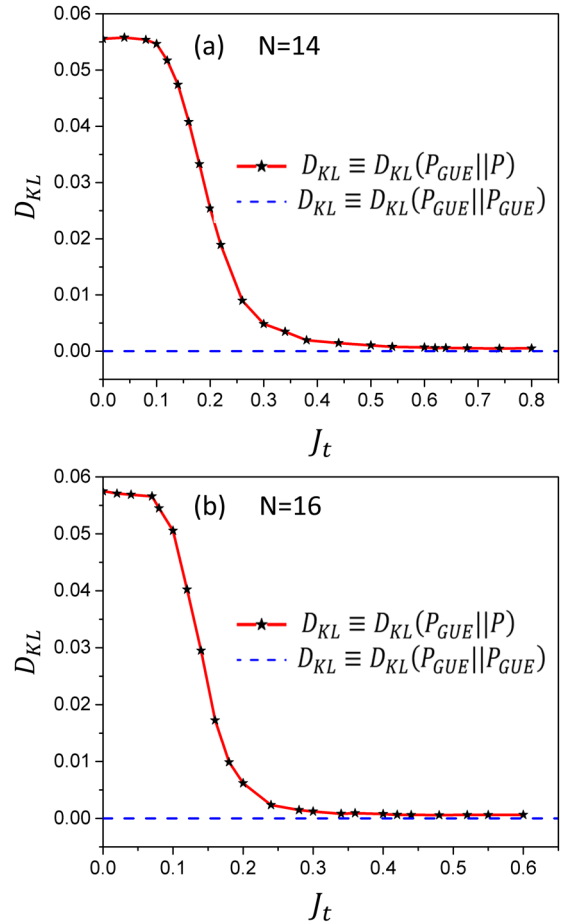 (a) N=14
D_KL ≡ D_KL(P_GUE||P)
D_KL ≡ D_KL(P_GUE||P_GUE)
D_KL
0.06
0.05
0.04
0.03
0.02
0.01
0.00
0.0 0.1 0.2 0.3 0.4 0.5 0.6 0.7 0.8
J_t
(b) N=16
D_KL ≡ D_KL(P_GUE||P)
D_KL ≡ D_KL(P_GUE||P_GUE)
D_KL
0.06
0.05
0.04
0.03
0.02
0.01
0.00
0.0 0.1 0.2 0.3 0.4 0.5 0.6
J_t